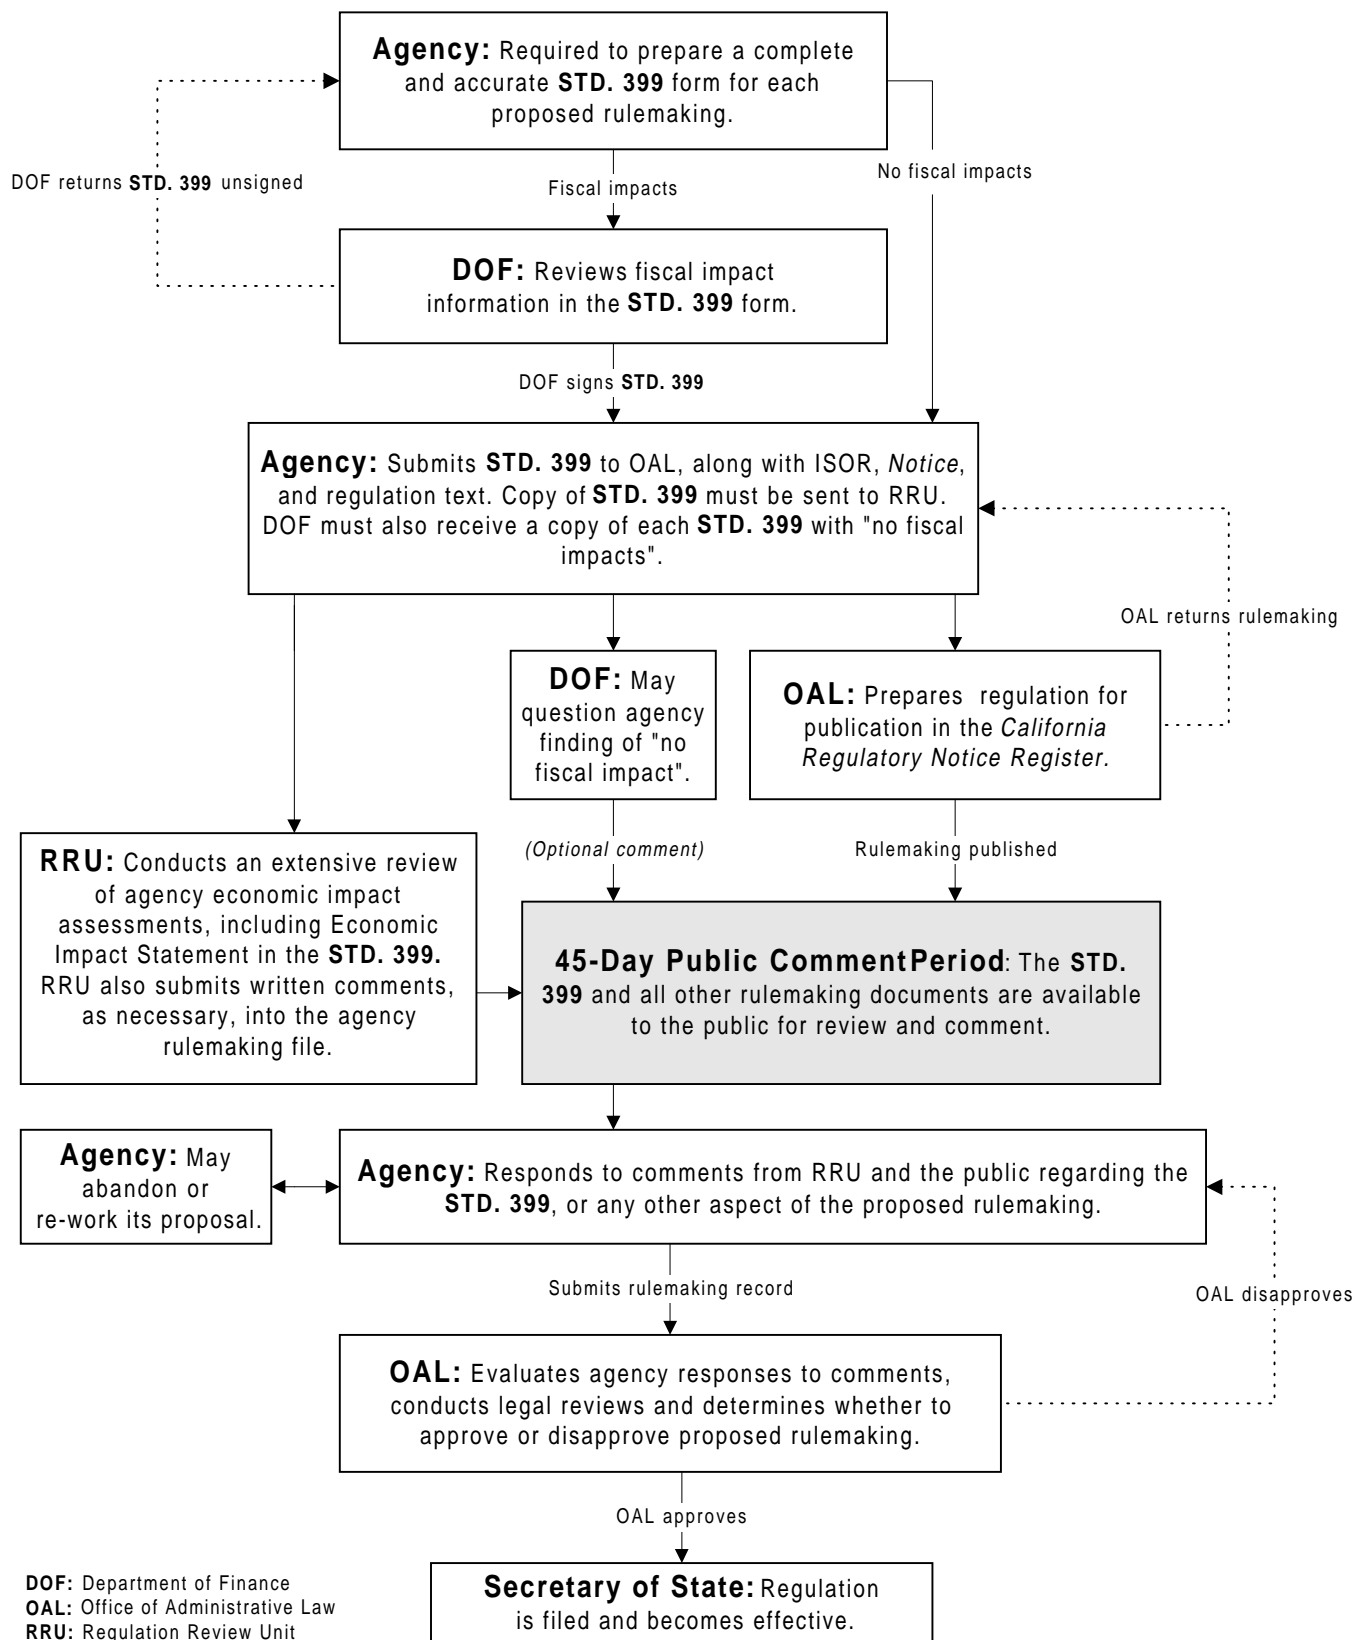 Agency: Required to prepare a complete
and accurate STD. 399 form for each
proposed rulemaking.
DOF returns STD. 399 unsigned
Fiscal impacts
No fiscal impacts
DOF: Reviews fiscal impact
information in the STD. 399 form.
DOF signs STD. 399
Agency: Submits STD. 399 to OAL, along with ISOR, Notice,
and regulation text. Copy of STD. 399 must be sent to RRU.
DOF must also receive a copy of each STD. 399 with "no fiscal
impacts".
OAL returns rulemaking
DOF: May
question agency
finding of "no
fiscal impact".
OAL: Prepares regulation for
publication in the California
Regulatory Notice Register.
(Optional comment)
Rulemaking published
RRU: Conducts an extensive review
of agency economic impact
assessments, including Economic
Impact Statement in the STD. 399.
RRU also submits written comments,
as necessary, into the agency
rulemaking file.
45-Day Public CommentPeriod: The STD.
399 and all other rulemaking documents are available
to the public for review and comment.
Agency: May
abandon or
re-work its proposal.
Agency: Responds to comments from RRU and the public regarding the
STD. 399, or any other aspect of the proposed rulemaking.
Submits rulemaking record
OAL disapproves
OAL: Evaluates agency responses to comments,
conducts legal reviews and determines whether to
approve or disapprove proposed rulemaking.
OAL approves
Secretary of State: Regulation
is filed and becomes effective.
DOF: Department of Finance
OAL: Office of Administrative Law
RRU: Regulation Review Unit